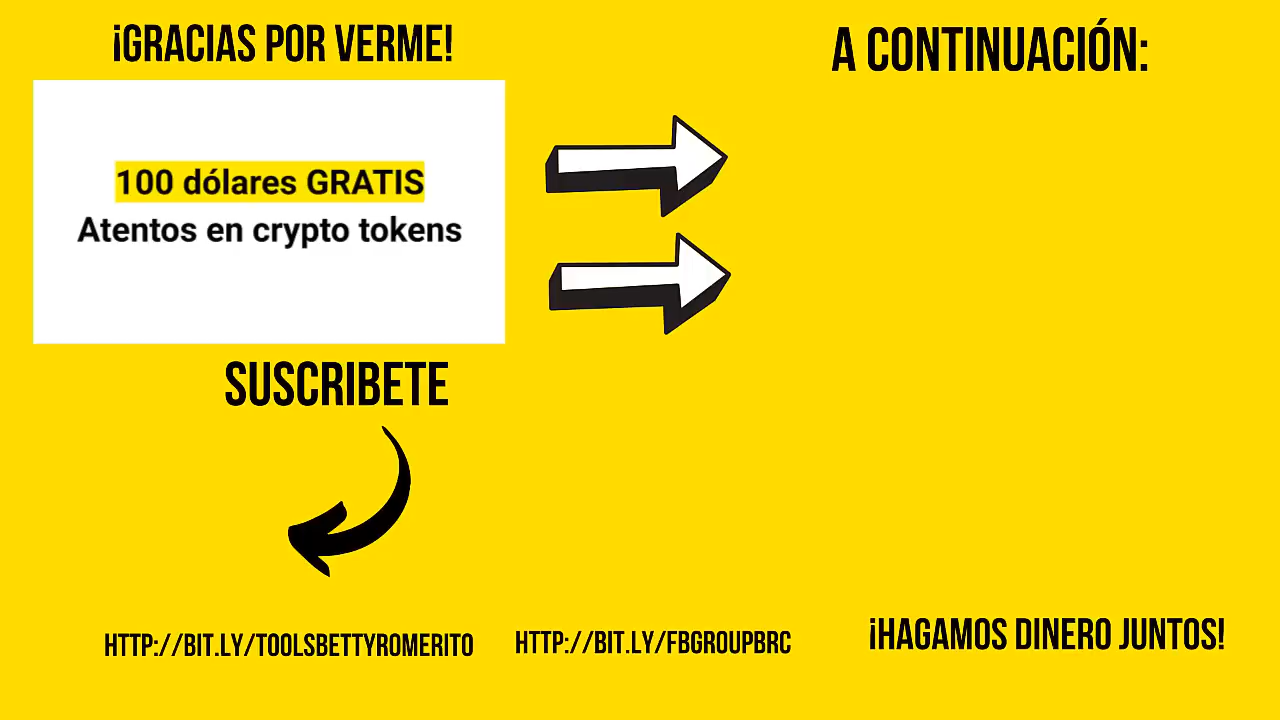 ¡GRACIAS POR VERME!
A CONTINUACIÓN:
100 dólares GRATIS
Atentos en crypto tokens
SUSCRIBETE
HTTP://BIT.LY/TOOLSBETTYROMERITO
HTTP://BIT.LY/FBGROUPBRC
¡HAGAMOS DINERO JUNTOS!